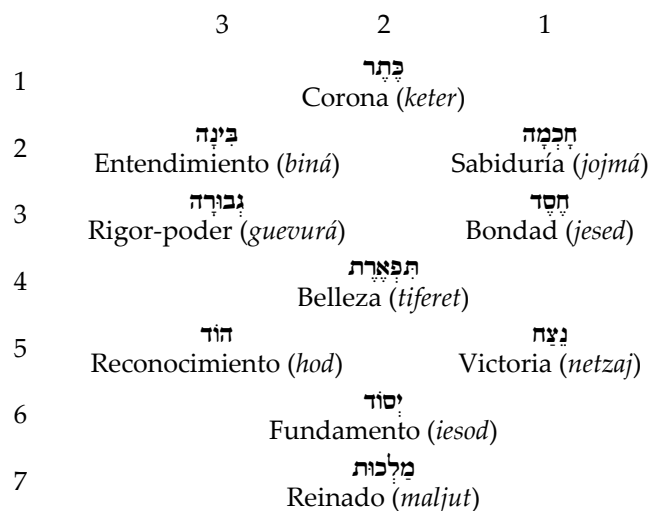 3 2 1
1
כֶּתֶר
Corona (keter)
2
בִּינָה חָכְמָה
Entendimiento (biná) Sabiduría (jojmá)
3
גְּבוּרָה חֶסֶד
Rigor-poder (guevurá) Bondad (jesed)
4
תִּפְאֶרֶת
Belleza (tiferet)
5
הוֹד נֵצַח
Reconocimiento (hod) Victoria (netzaj)
6
יְסוֹד
Fundamento (iesod)
7
מַלְכוּת
Reinado (maljut)